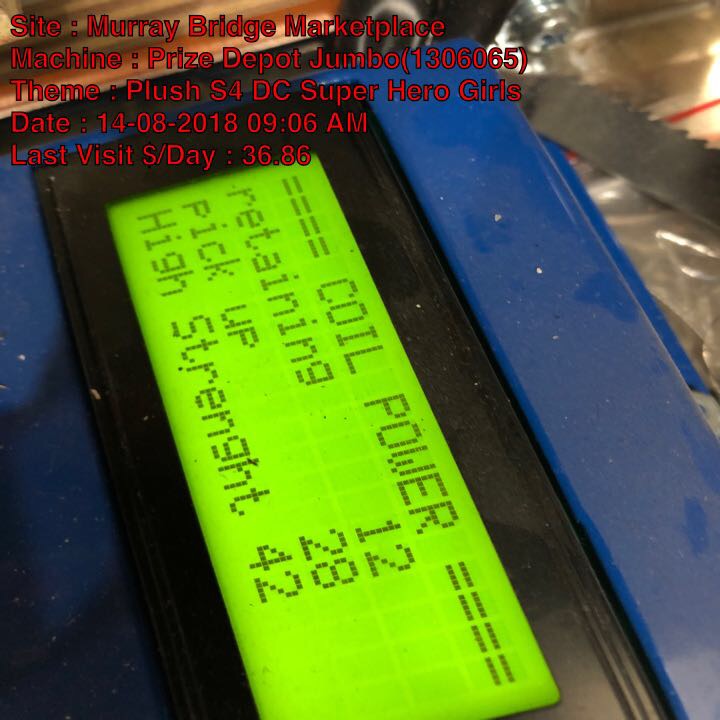 Site : Murray Bridge Marketplace
Machine : Prize Depot Jumbo(1306065)
Theme : Plush S4 DC Super Hero Girls
Date : 14-08-2018 09:06 AM
Last Visit $/Day : 36.86
==== COIL POWER ====
retaining 12
Pick up 28
High Strenght 42